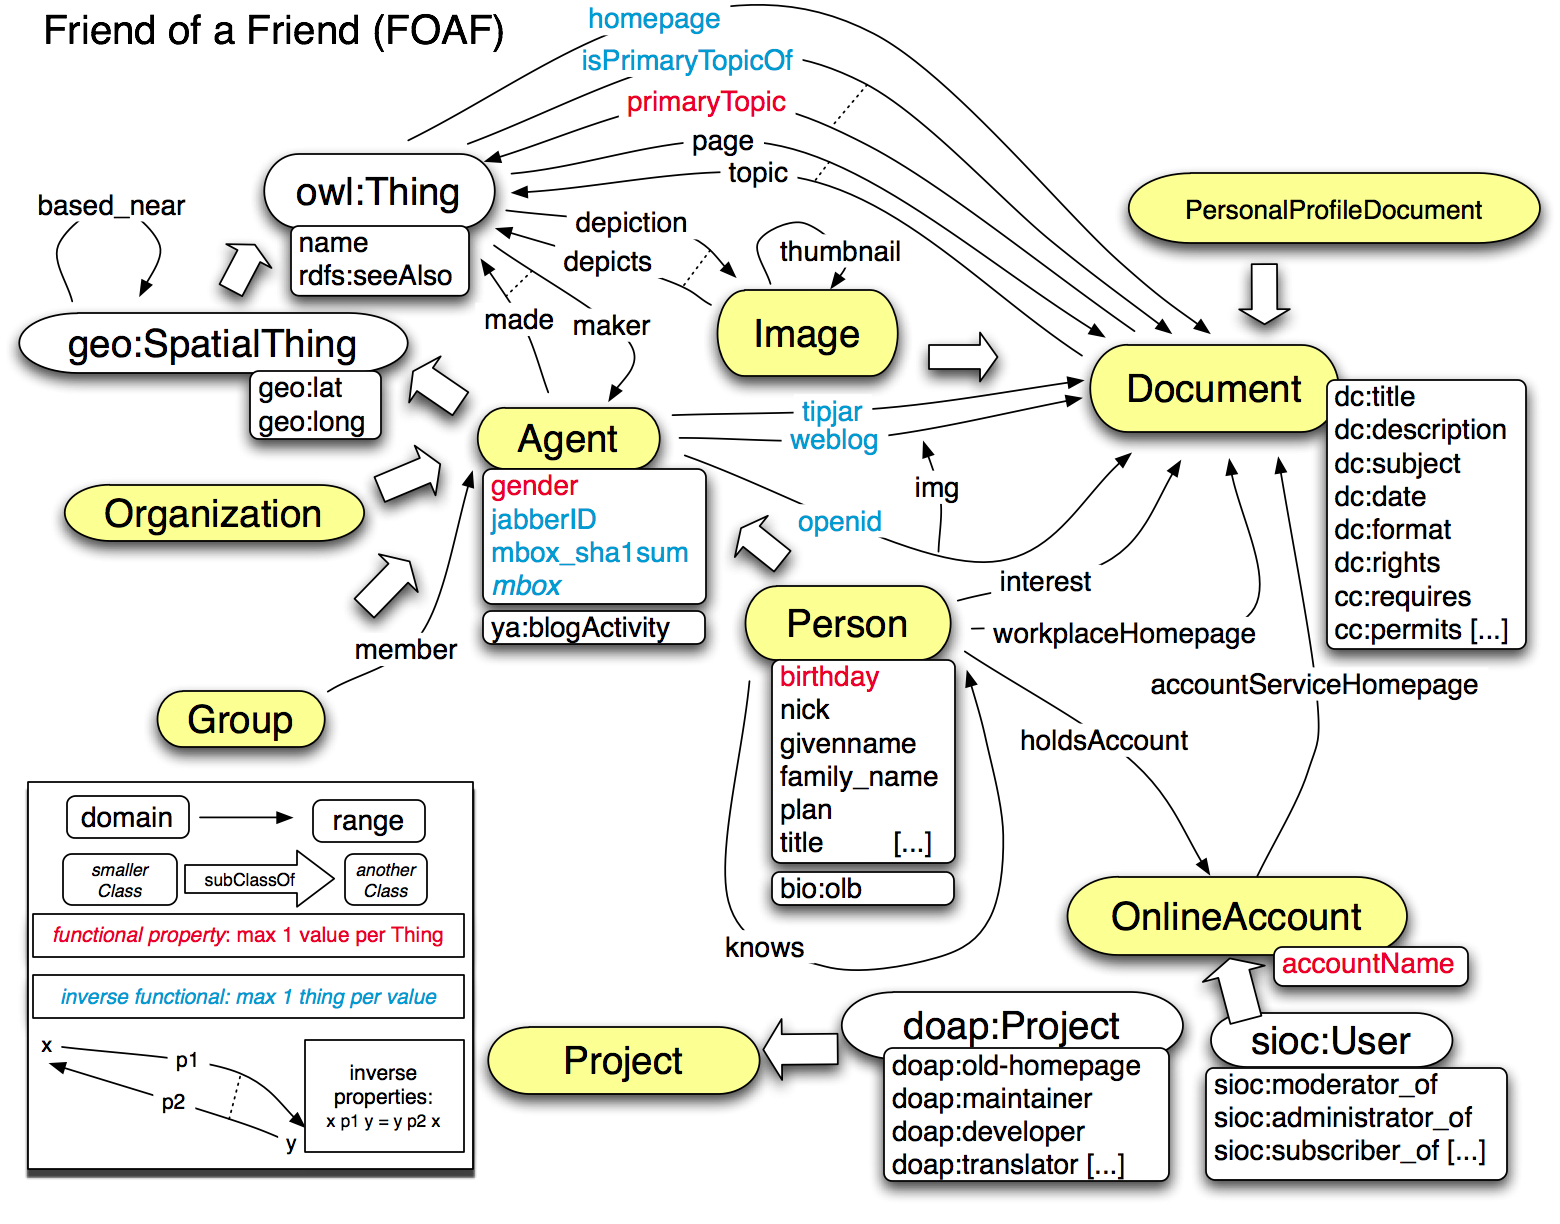 Friend of a Friend (FOAF)
homepage
isPrimaryTopicOf
primaryTopic
page
topic
owl:Thing
name
rdfs:seeAlso
based_near
depiction
depicts
thumbnail
PersonalProfileDocument
made
maker
geo:SpatialThing
geo:lat
geo:long
Image
Document
dc:title
dc:description
dc:subject
dc:date
dc:format
dc:rights
cc:requires
cc:permits [...]
Agent
gender
jabberID
mbox_sha1sum
mbox
ya:blogActivity
tipjar
weblog
img
openid
Organization
member
Group
interest
workplaceHomepage
accountServiceHomepage
holdsAccount
Person
birthday
nick
givenname
family_name
plan
title [...]
bio:olb
knows
OnlineAccount
accountName
Project
doap:Project
doap:old-homepage
doap:maintainer
doap:developer
doap:translator [...]
sioc:User
sioc:moderator_of
sioc:administrator_of
sioc:subscriber_of [...]
domain
range
smaller
Class
subClassOf
another
Class
functional property: max 1 value per Thing
inverse functional: max 1 thing per value
x
p1
p2
y
inverse
properties:
x p1 y = y p2 x